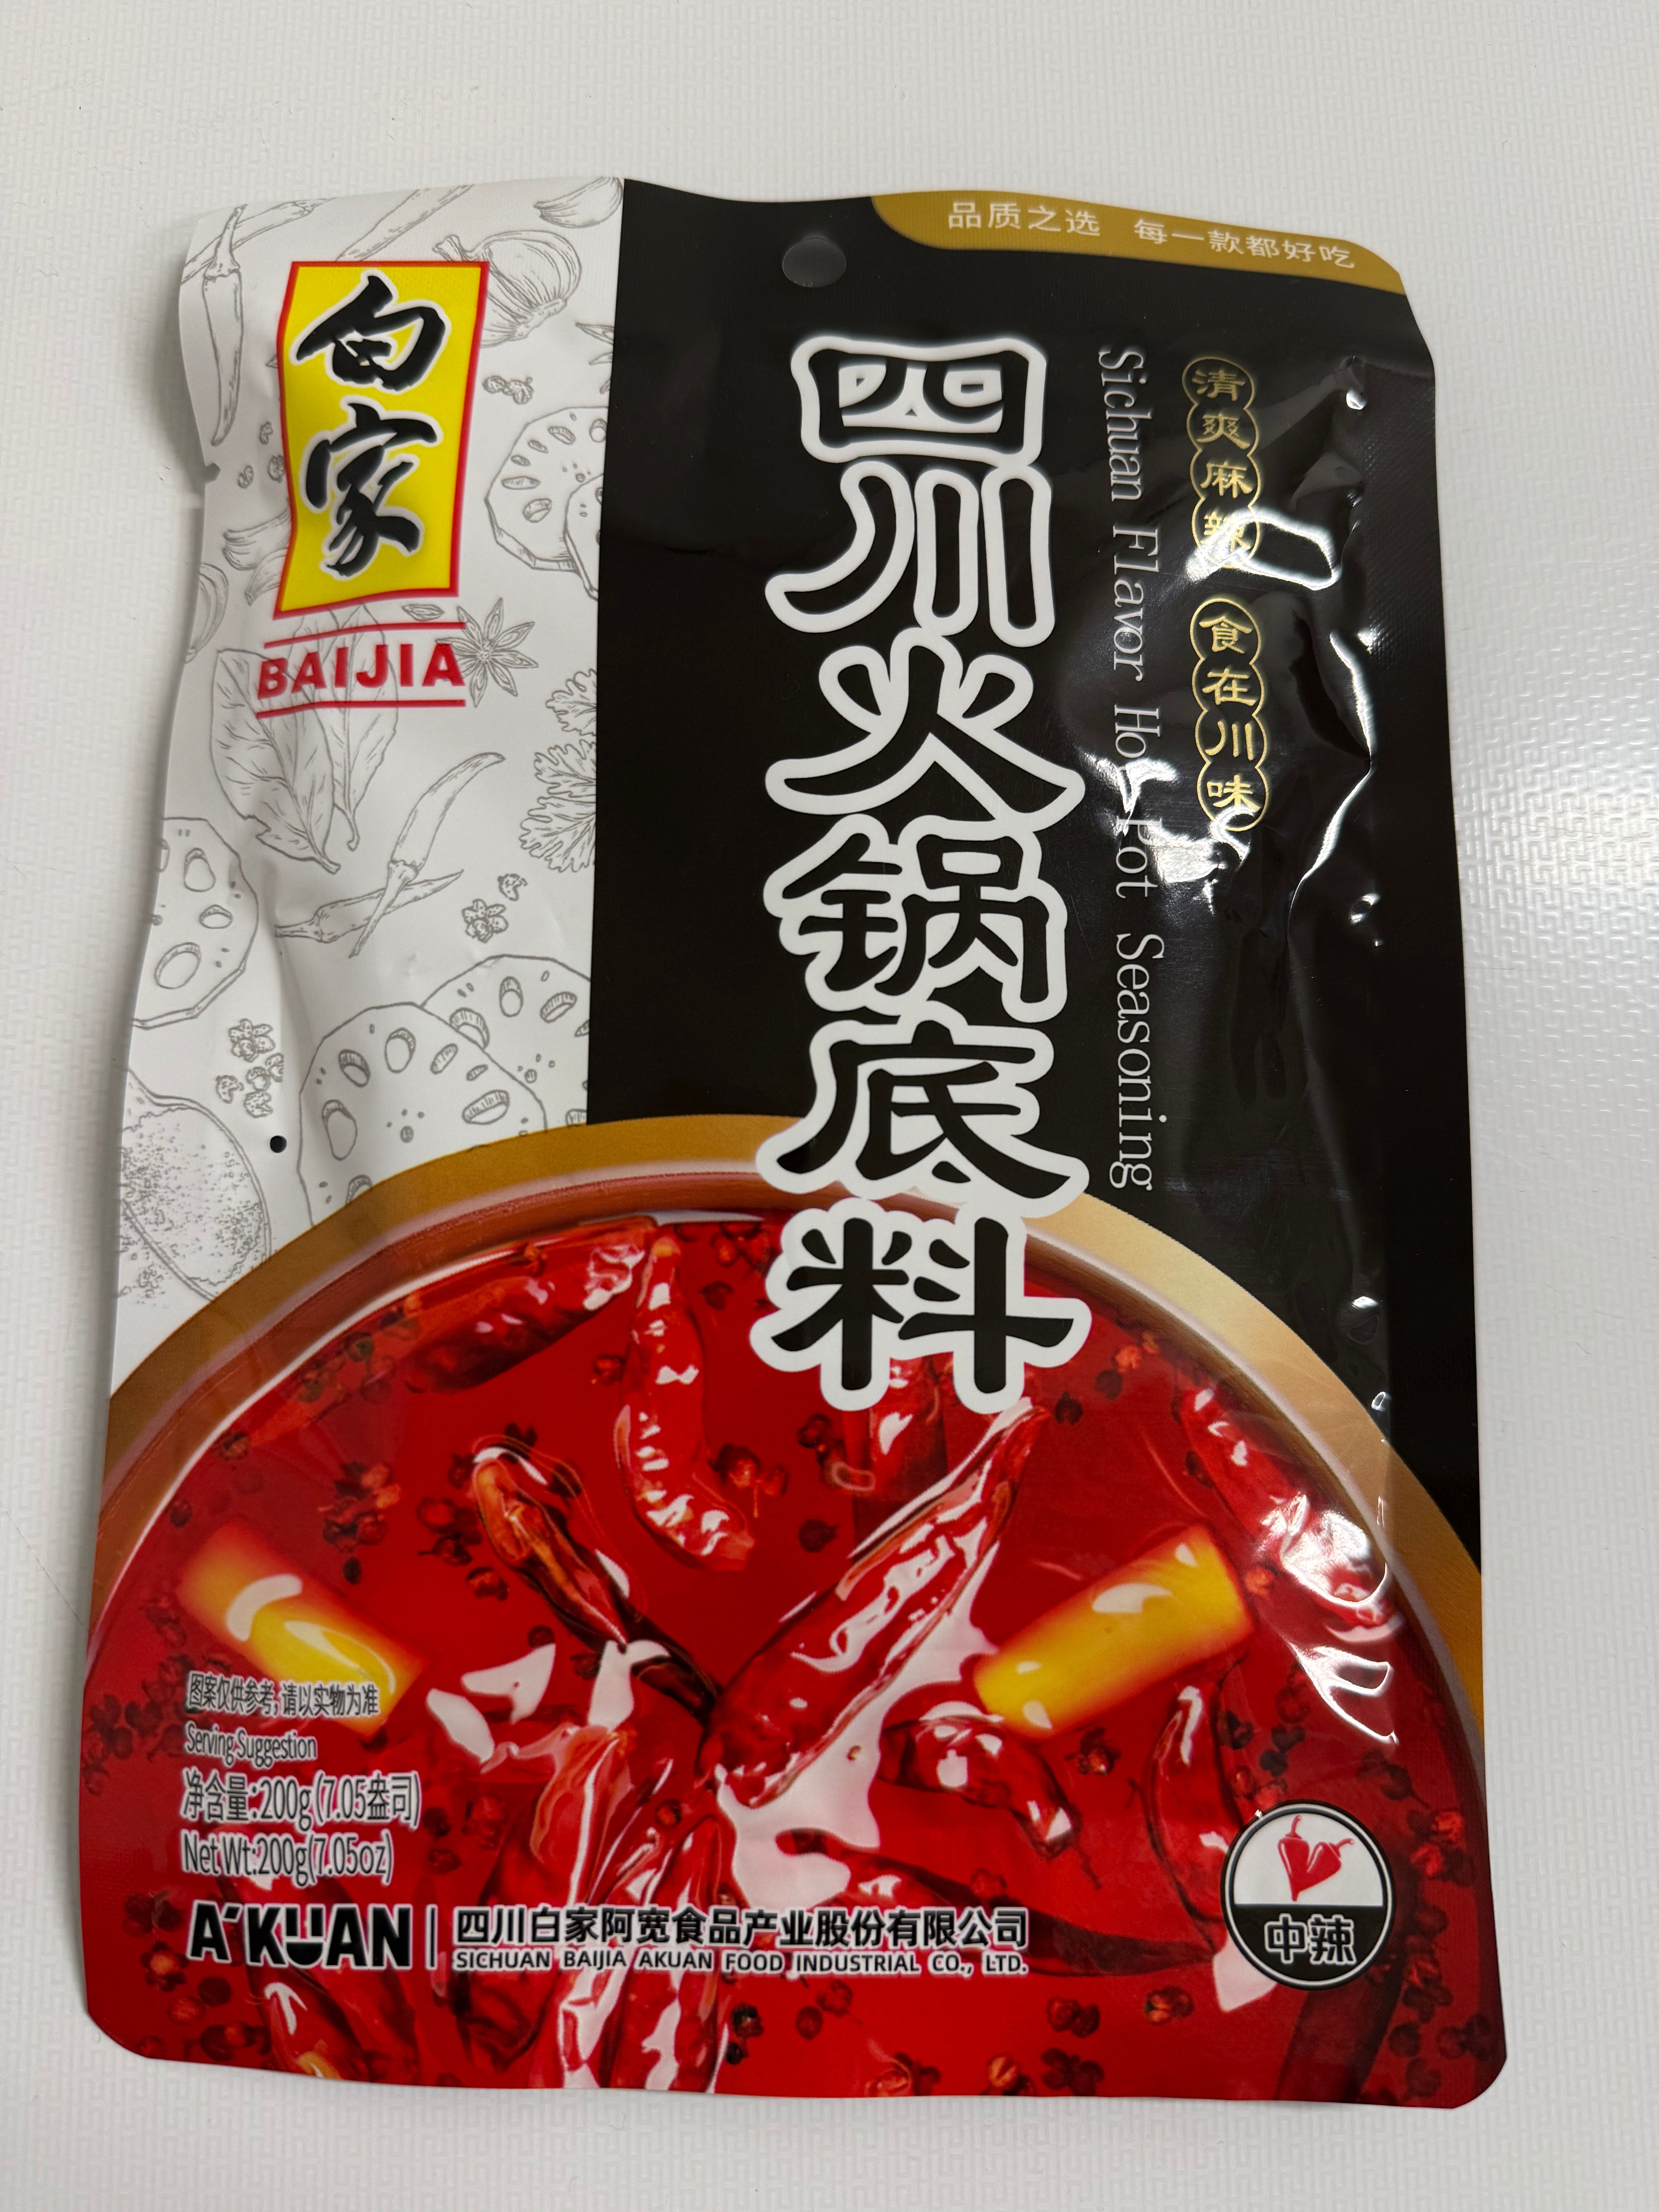 品质之选 每一款都好吃
白家
BAIJIA
四川火锅底料
Sichuan Flavor Hot Pot Seasoning
清爽麻辣 食在川味
图案仅供参考,请以实物为准
Serving Suggestion
净含量:200g(7.05盎司)
Net Wt:200g(7.05oz)
A'KUAN
四川白家阿宽食品产业股份有限公司
SICHUAN BAIJIA AKUAN FOOD INDUSTRIAL CO., LTD.
中辣